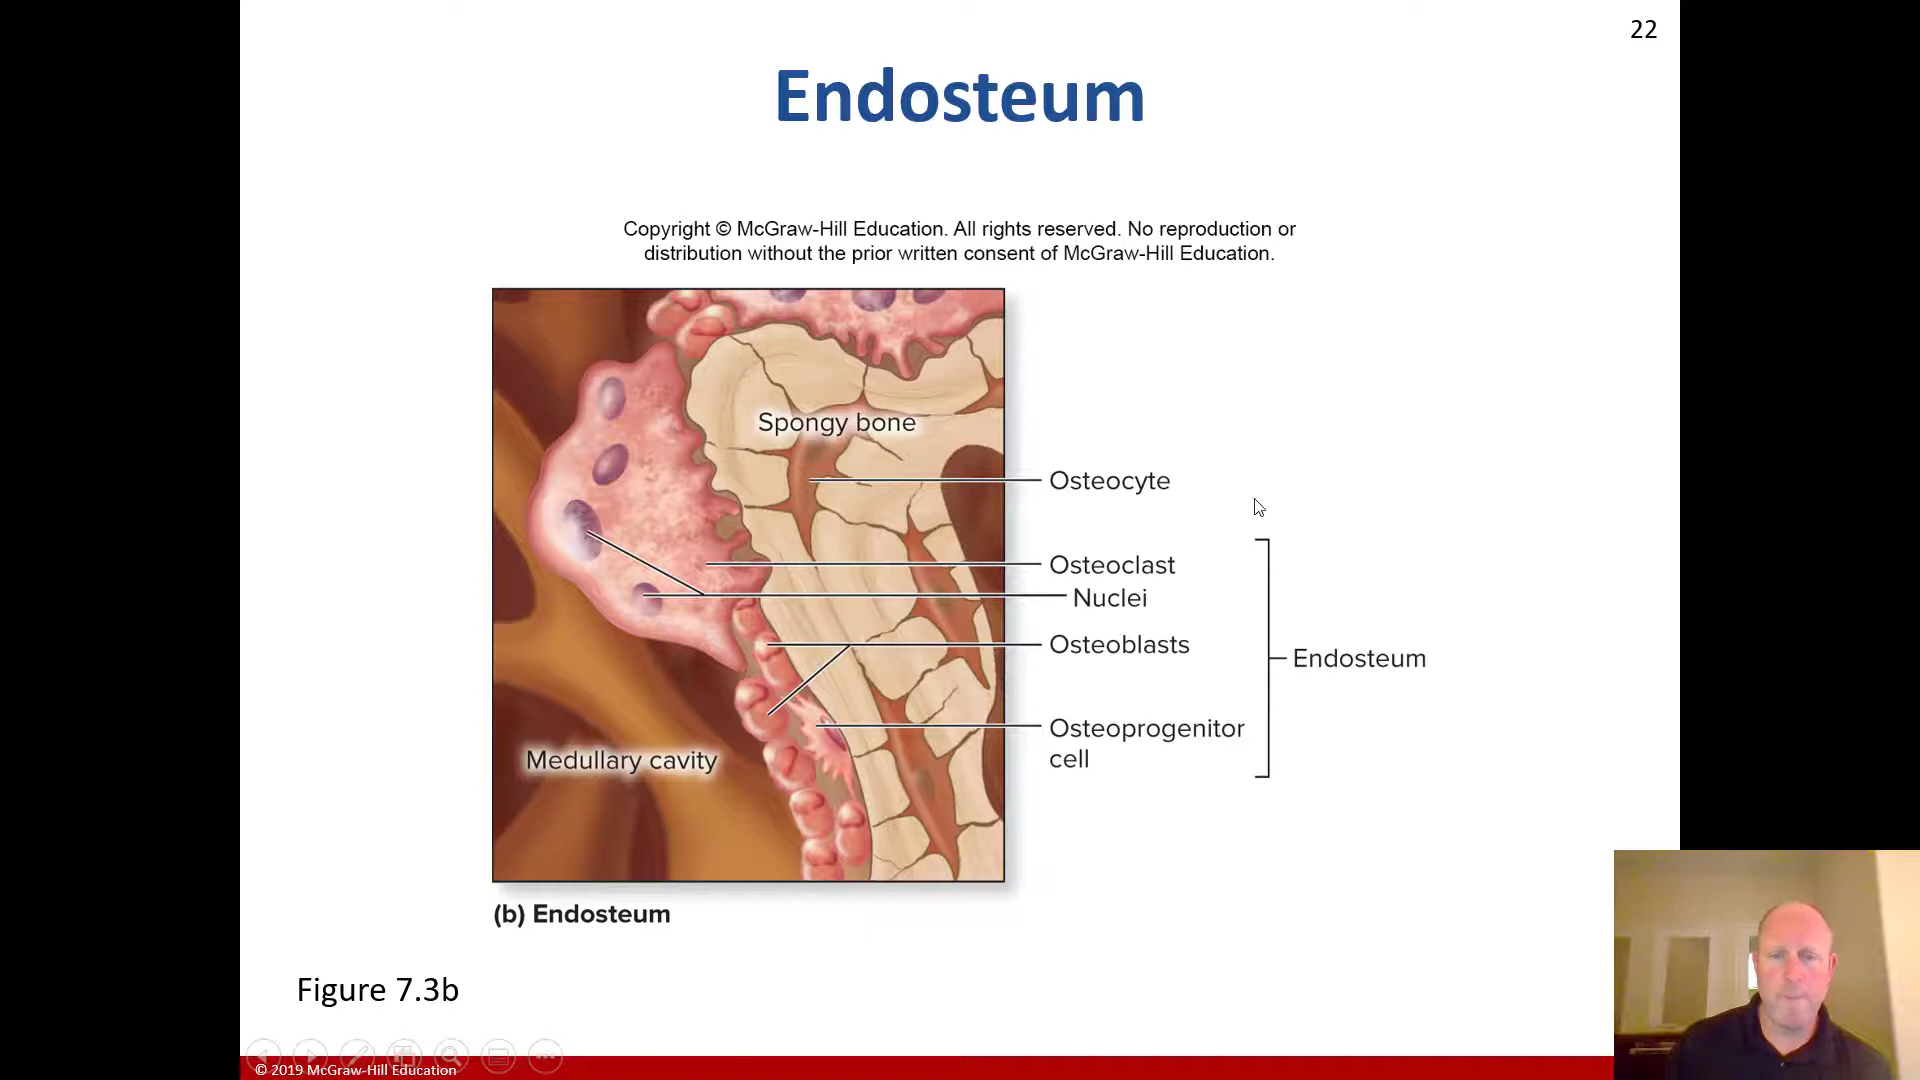 22
Endosteum
Copyright © McGraw-Hill Education. All rights reserved. No reproduction or
distribution without the prior written consent of McGraw-Hill Education.
Spongy bone
Osteocyte
Osteoclast
Nuclei
Osteoblasts
Endosteum
Osteoprogenitor
cell
Medullary cavity
(b) Endosteum
Figure 7.3b
© 2019 McGraw-Hill Education